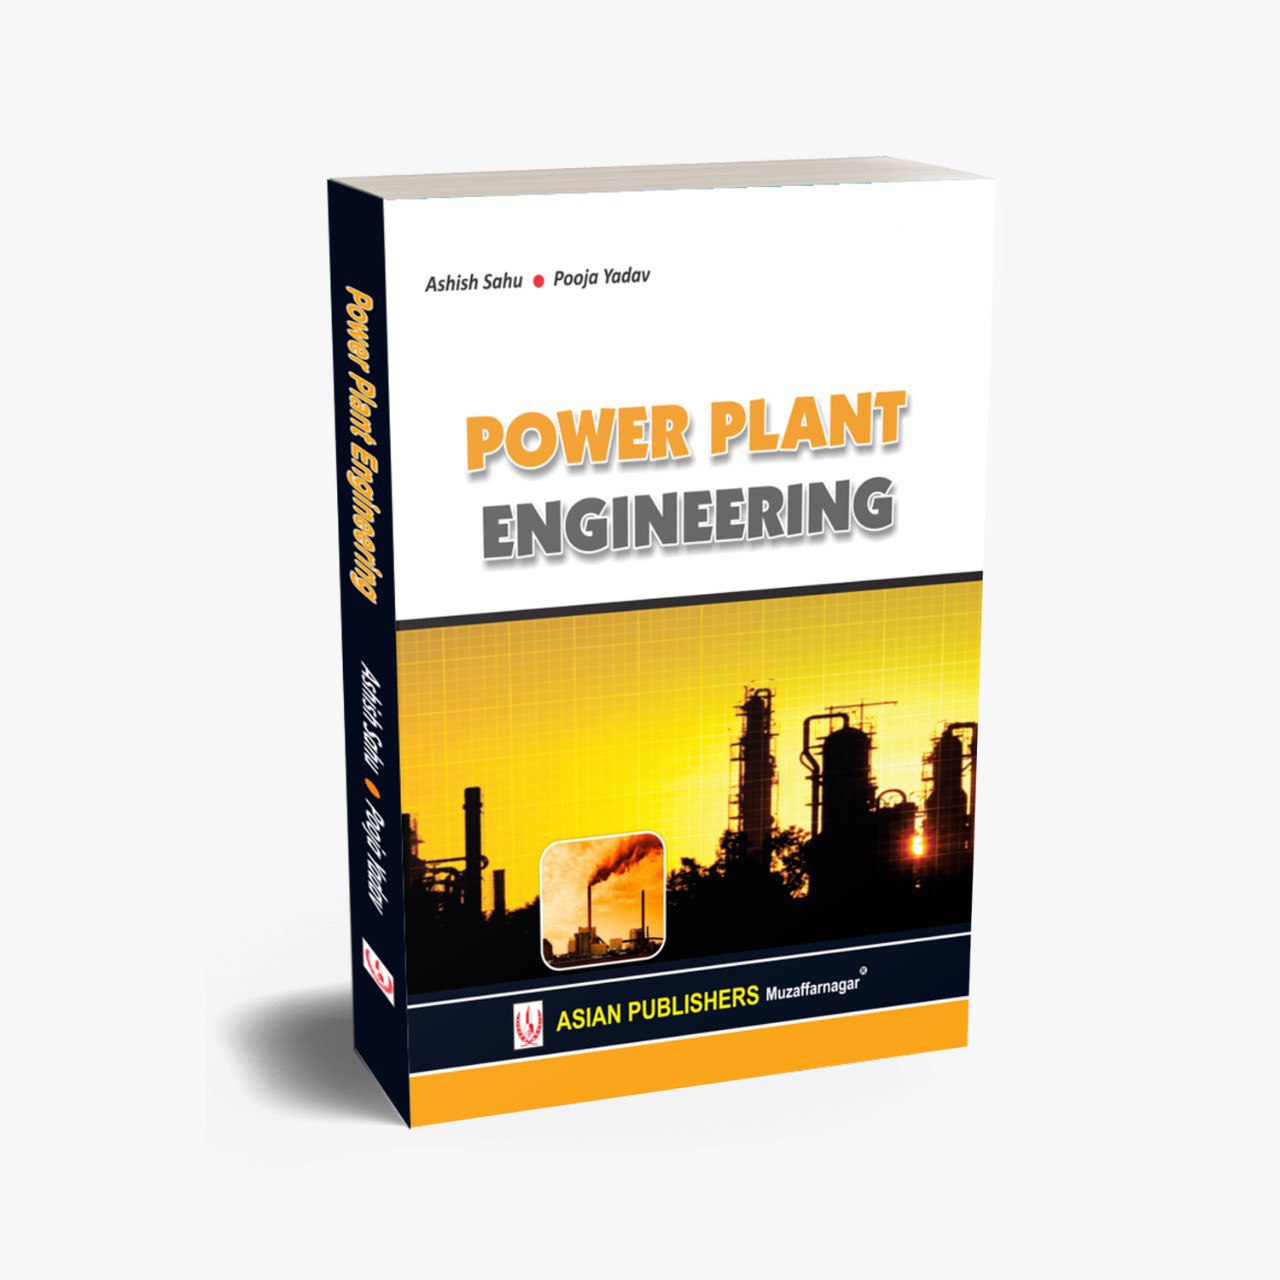 Ashish Sahu ● Pooja Yadav
POWER PLANT
ENGINEERING
ASIAN PUBLISHERS Muzaffarnagar®
Power Plant Engineering
Ashish Sahu ● Pooja Yadav